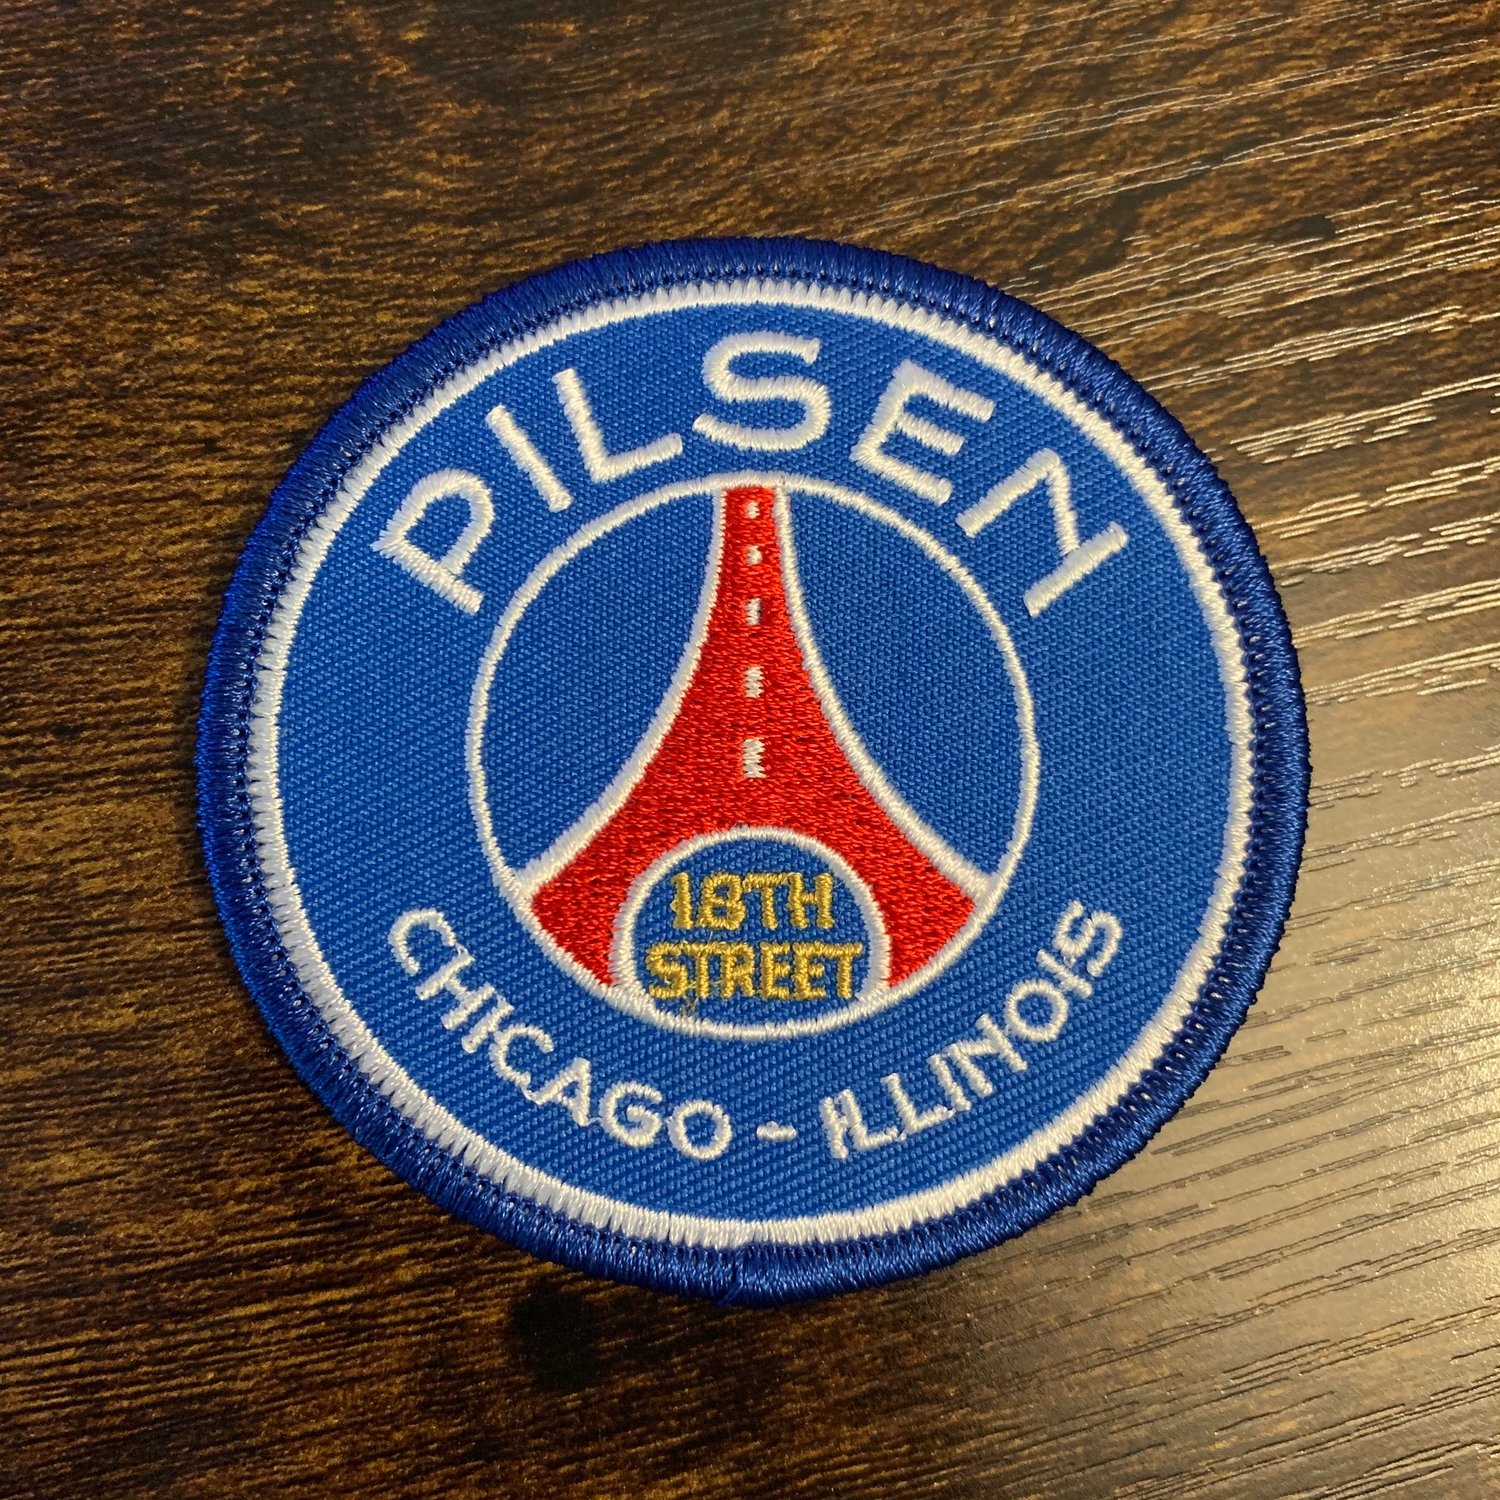 PILSEN
18TH
STREET
CHICAGO - ILLINOIS